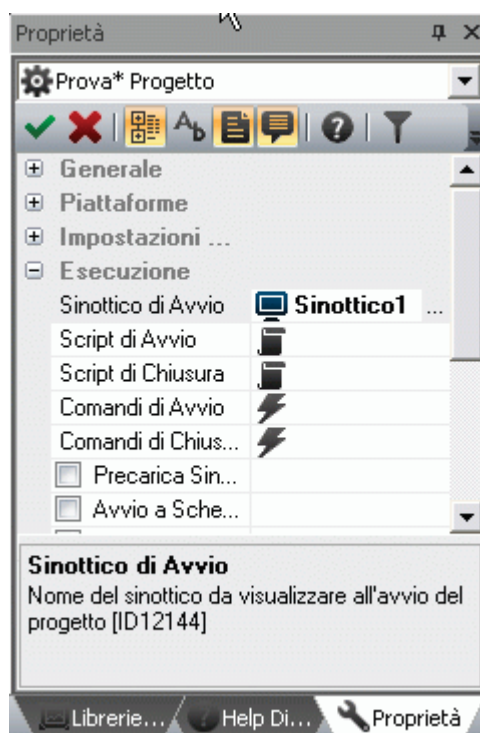 Proprietà
Prova* Progetto
Generale
Piattaforme
Impostazioni ...
Esecuzione
Sinottico di Avvio Sinottico1 ...
Script di Avvio
Script di Chiusura
Comandi di Avvio
Comandi di Chius...
Precarica Sin...
Avvio a Sche...
Sinottico di Avvio
Nome del sinottico da visualizzare all'avvio del
progetto [ID12144]
Librerie... Help Di... Proprietà